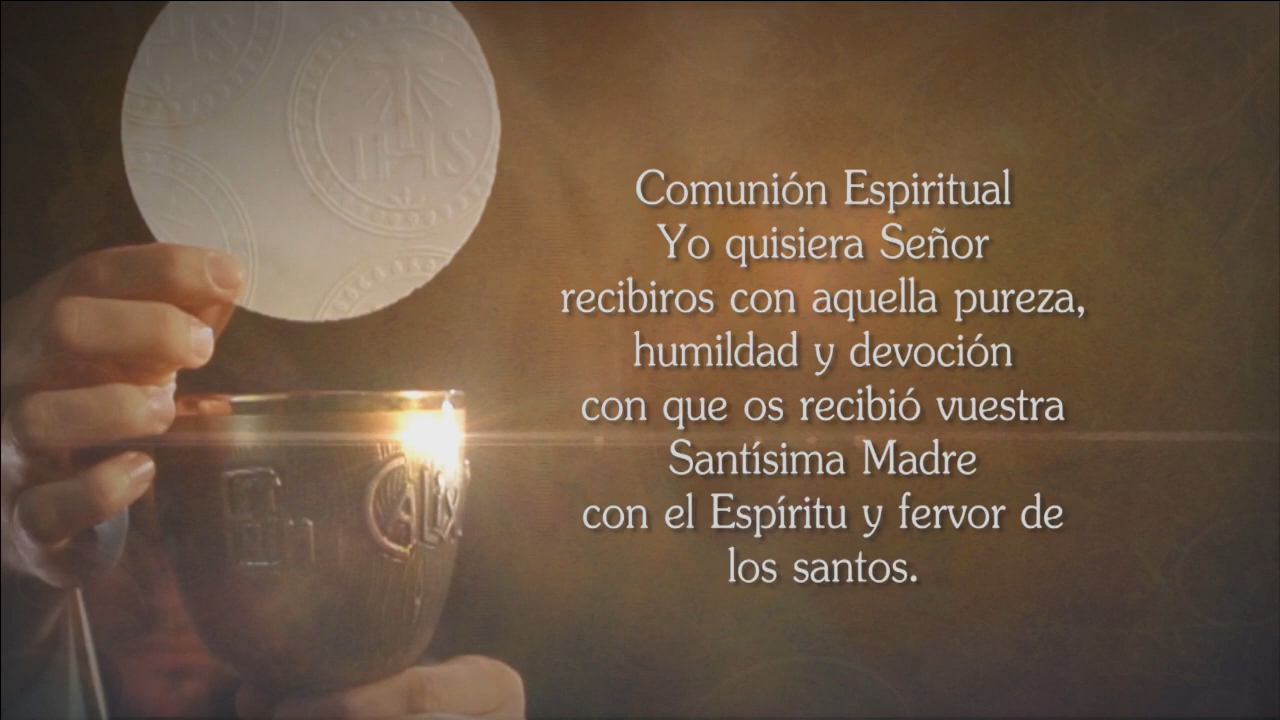 IHS
Comunión Espiritual
Yo quisiera Señor
recibiros con aquella pureza,
humildad y devoción
con que os recibió vuestra
Santísima Madre
con el Espíritu y fervor de
los santos.